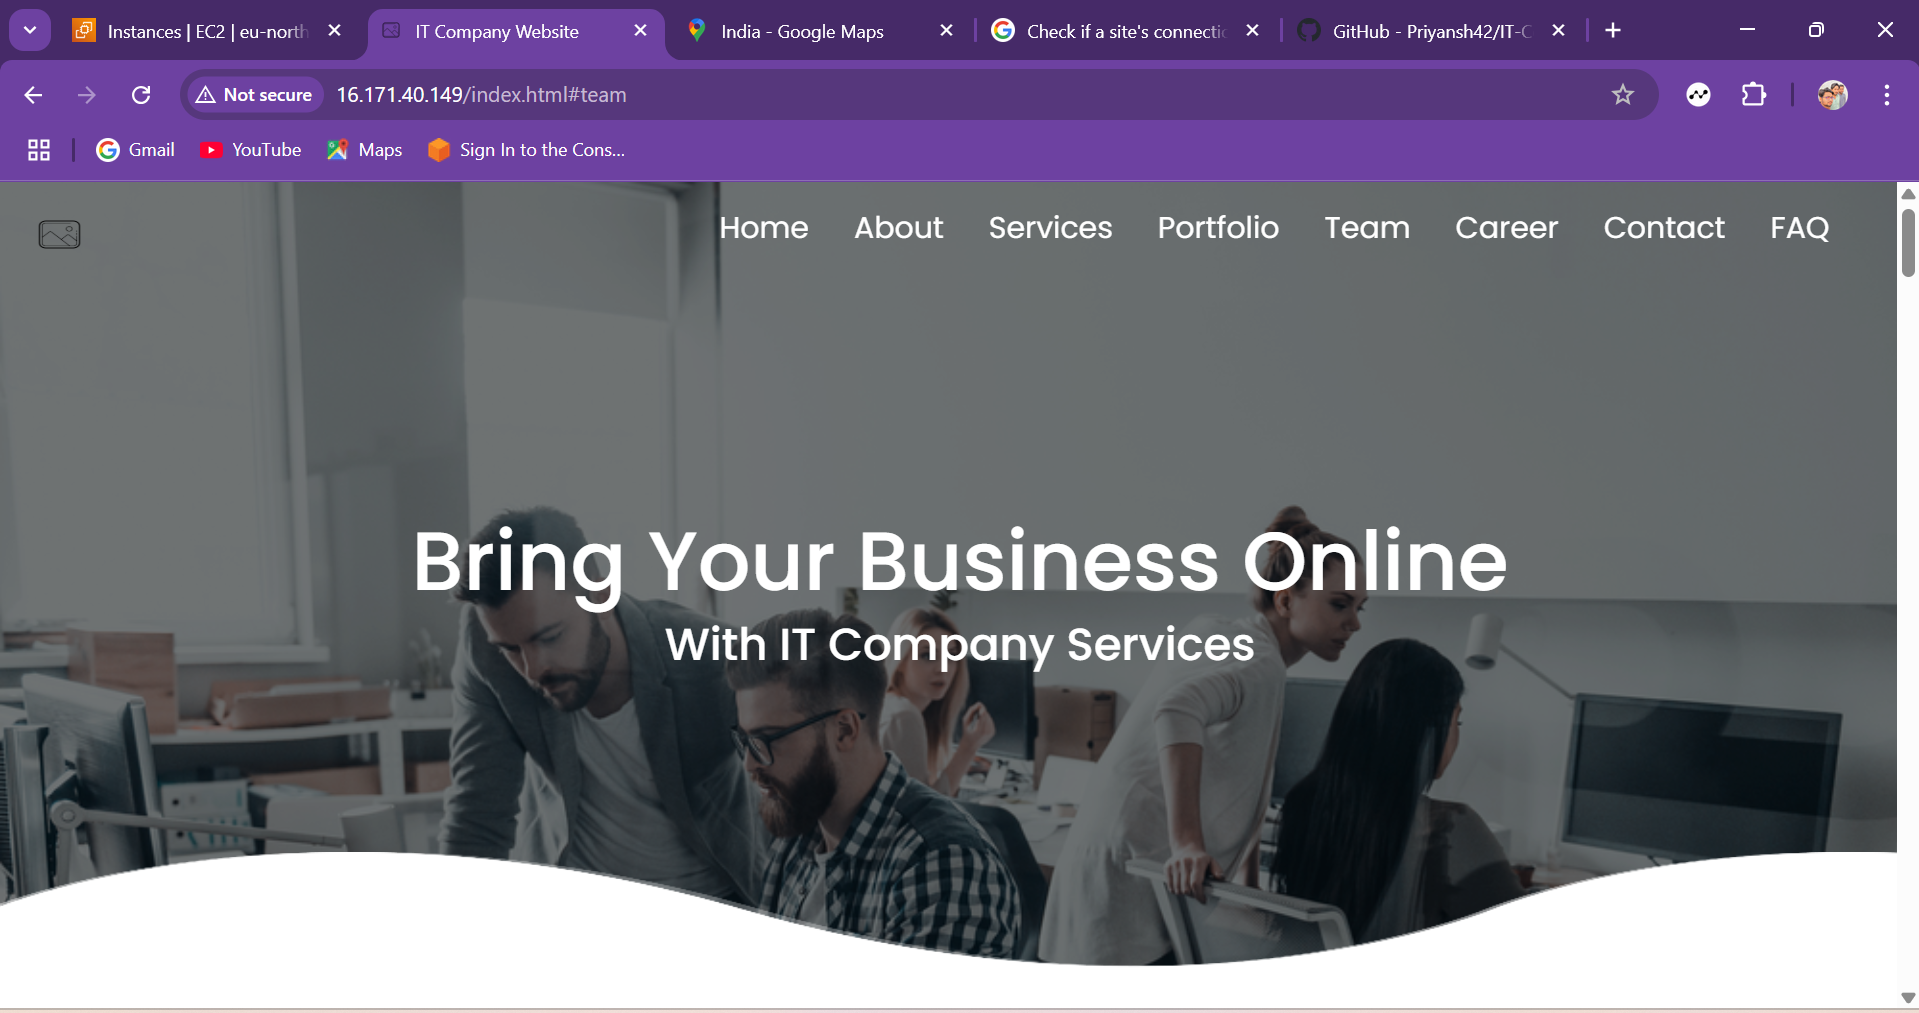 Instances | EC2 | eu-north
IT Company Website
India - Google Maps
Check if a site's connectic
GitHub - Priyansh42/IT-C
Not secure
16.171.40.149/index.html#team
Gmail
YouTube
Maps
Sign In to the Cons...
Home
About
Services
Portfolio
Team
Career
Contact
FAQ
Bring Your Business Online
With IT Company Services